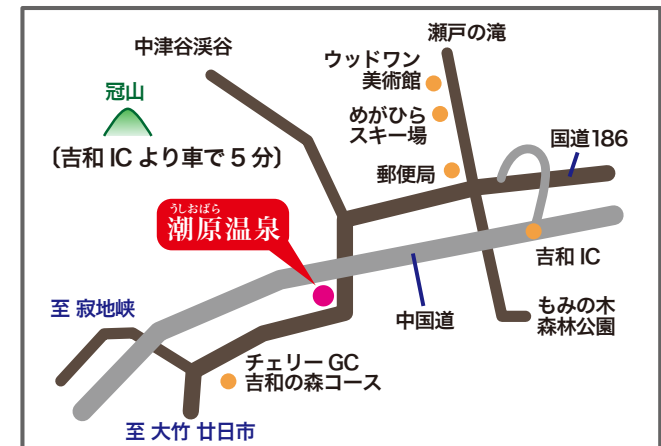 中津谷渓谷
瀬戸の滝
ウッドワン
美術館
冠山
めがひら
スキー場
国道186
〔吉和 IC より車で 5 分〕
郵便局
うしおばら
潮原温泉
吉和 IC
至 寂地峡
中国道
もみの木
森林公園
チェリー GC
吉和の森コース
至 大竹 廿日市